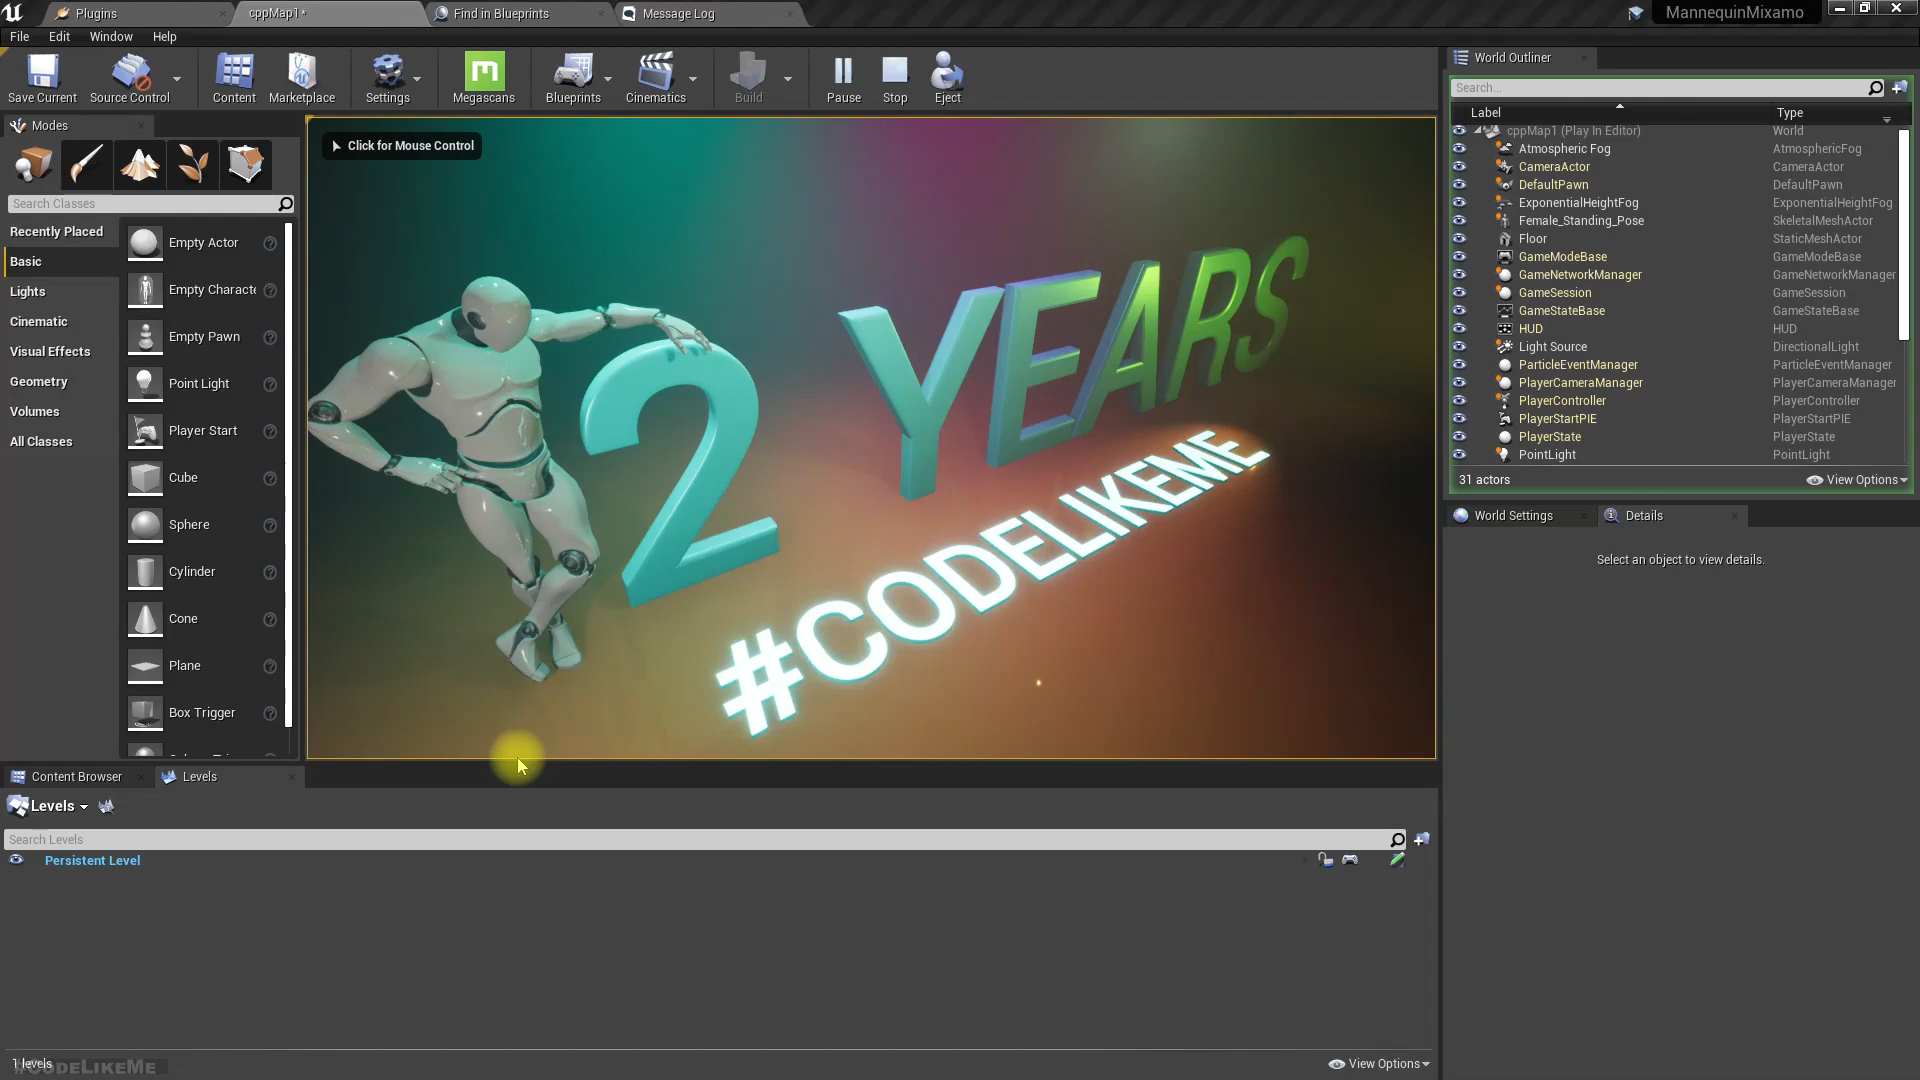 Plugins
cppMap1*
Find in Blueprints
Message Log
MannequinMixamo
File Edit Window Help
Save Current
Source Control
Content
Marketplace
Settings
Megascans
Blueprints
Cinematics
Build
Pause
Stop
Eject
Modes
Search Classes
Recently Placed
Basic
Lights
Cinematic
Visual Effects
Geometry
Volumes
All Classes
Empty Actor
Empty Characte
Empty Pawn
Point Light
Player Start
Cube
Sphere
Cylinder
Cone
Plane
Box Trigger
Click for Mouse Control
2 YEARS
#CODELIKEME
World Outliner
Search...
Label Type
cppMap1 (Play In Editor) World
Atmospheric Fog AtmosphericFog
CameraActor CameraActor
DefaultPawn DefaultPawn
ExponentialHeightFog ExponentialHeightFog
Female_Standing_Pose SkeletalMeshActor
Floor StaticMeshActor
GameModeBase GameModeBase
GameNetworkManager GameNetworkManager
GameSession GameSession
GameStateBase GameStateBase
HUD HUD
Light Source DirectionalLight
ParticleEventManager ParticleEventManager
PlayerCameraManager PlayerCameraManager
PlayerController PlayerController
PlayerStartPIE PlayerStartPIE
PlayerState PlayerState
PointLight PointLight
31 actors
View Options
World Settings
Details
Select an object to view details.
Content Browser
Levels
Levels
Search Levels
Persistent Level
1 levels
#CODELIKEME
View Options